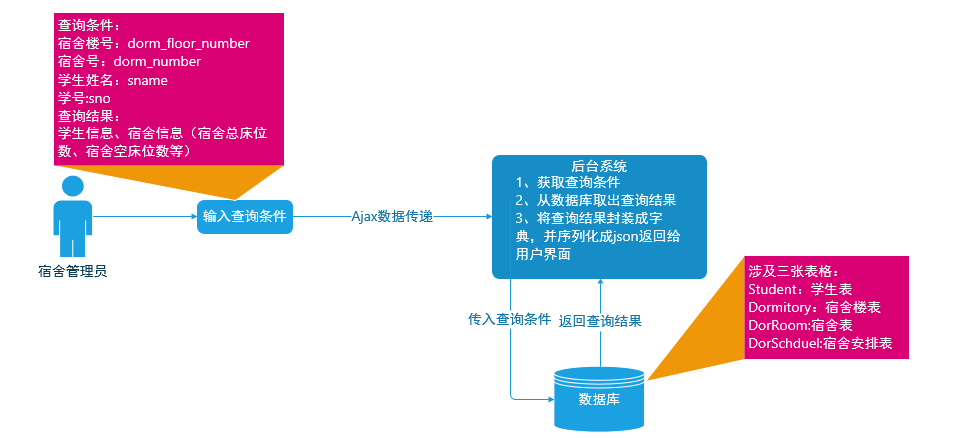 查询条件：
宿舍楼号：dorm_floor_number
宿舍号：dorm_number
学生姓名：sname
学号:sno
查询结果：
学生信息、宿舍信息（宿舍总床位
数、宿舍空床位数等）
宿舍管理员
输入查询条件
Ajax数据传递
后台系统
1、获取查询条件
2、从数据库取出查询结果
3、将查询结果封装成字
典，并序列化成json返回给
用户界面
传入查询条件
返回查询结果
数据库
涉及三张表格：
Student：学生表
Dormitory：宿舍楼表
DorRoom:宿舍表
DorSchduel:宿舍安排表